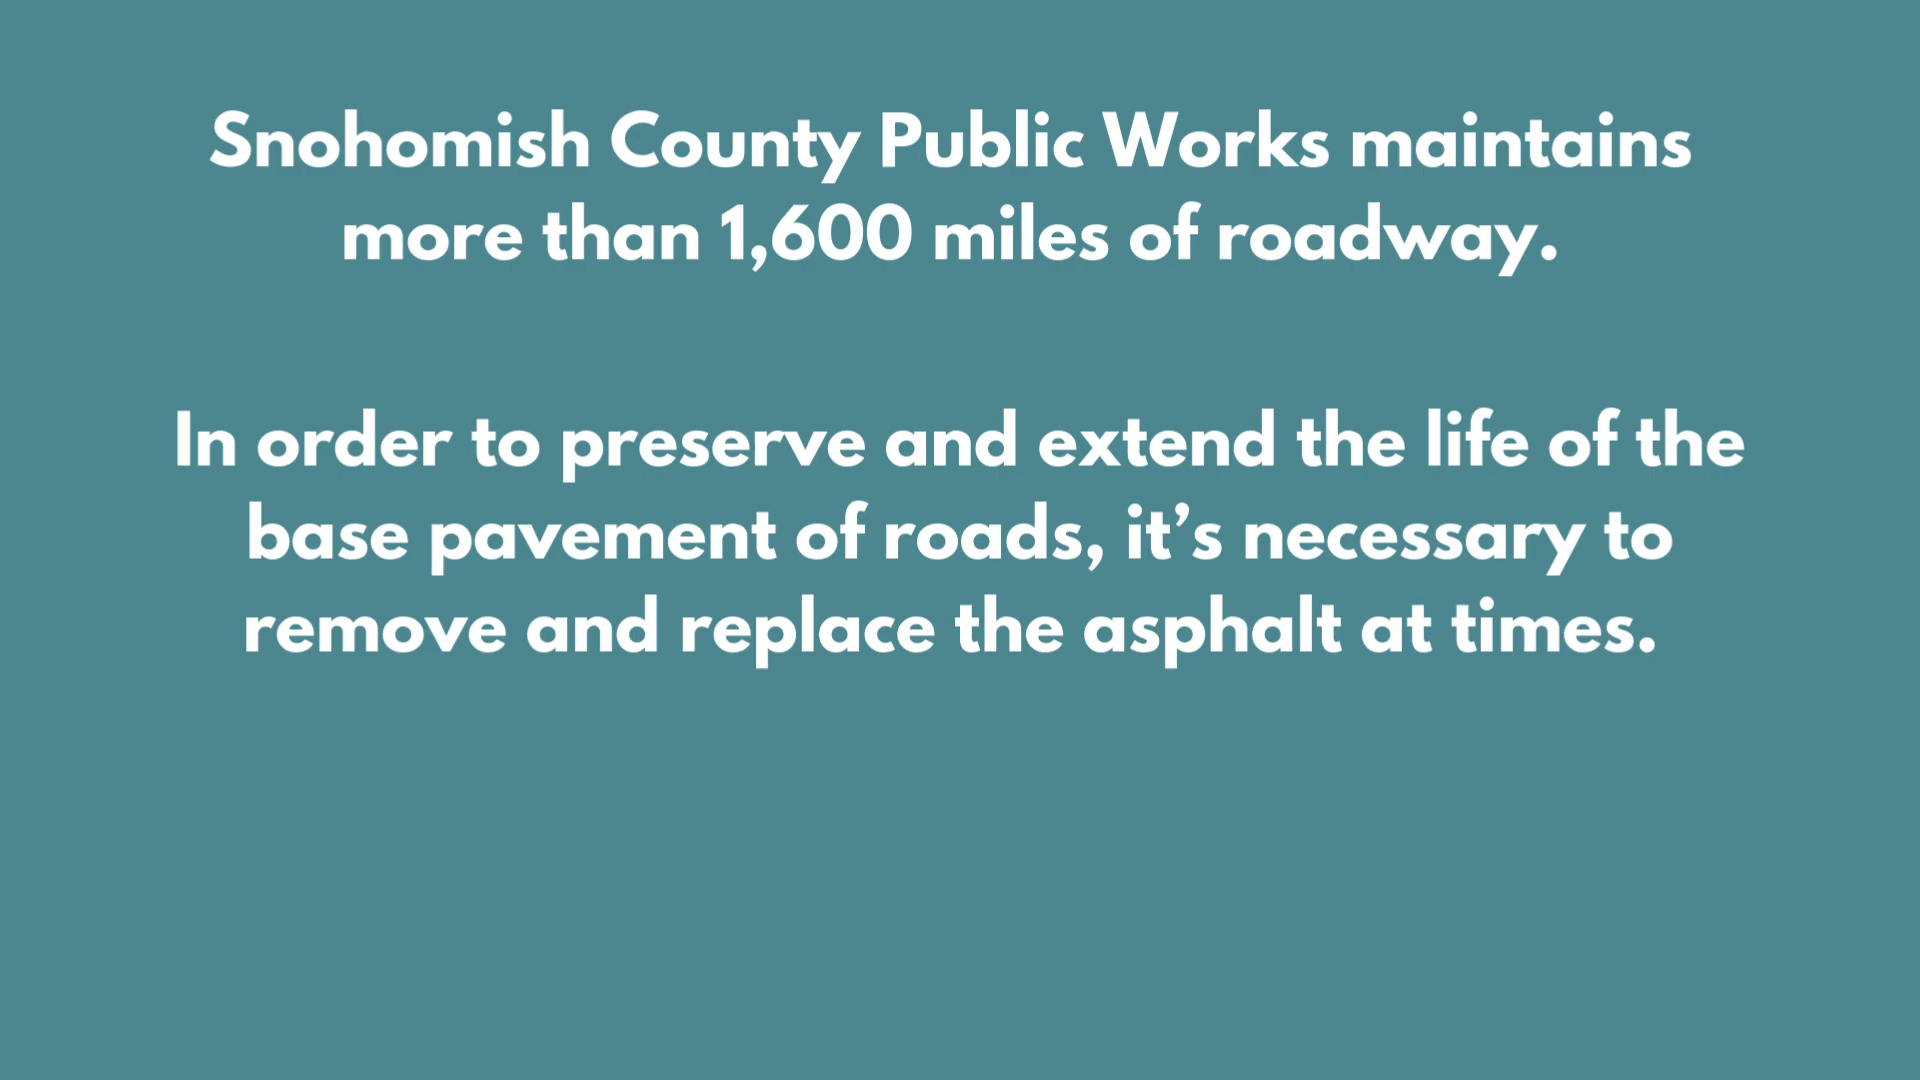 Snohomish County Public Works maintains
more than 1,600 miles of roadway.
In order to preserve and extend the life of the
base pavement of roads, it’s necessary to
remove and replace the asphalt at times.